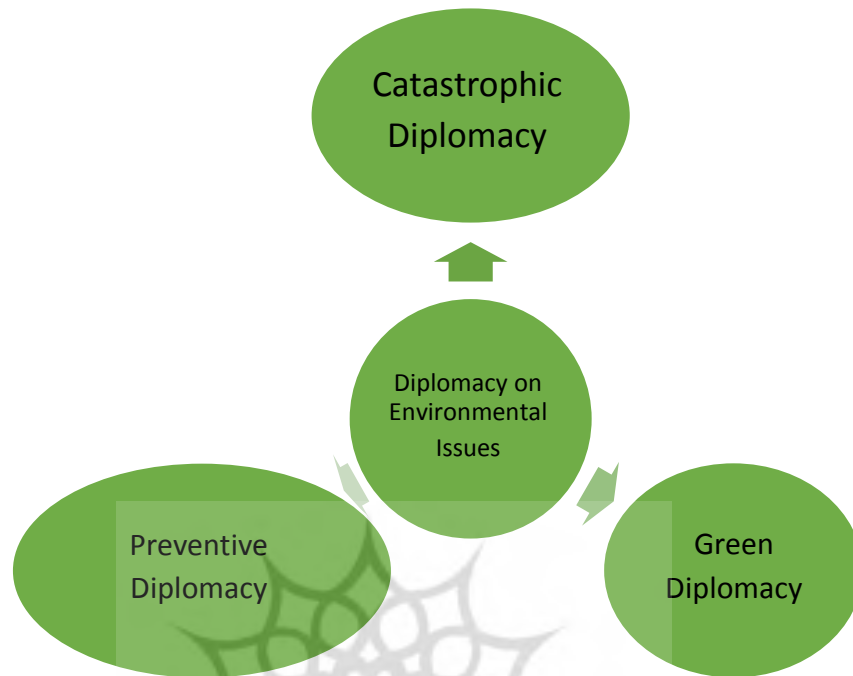 Catastrophic
Diplomacy
Diplomacy on
Environmental
Issues
Preventive
Diplomacy
Green
Diplomacy